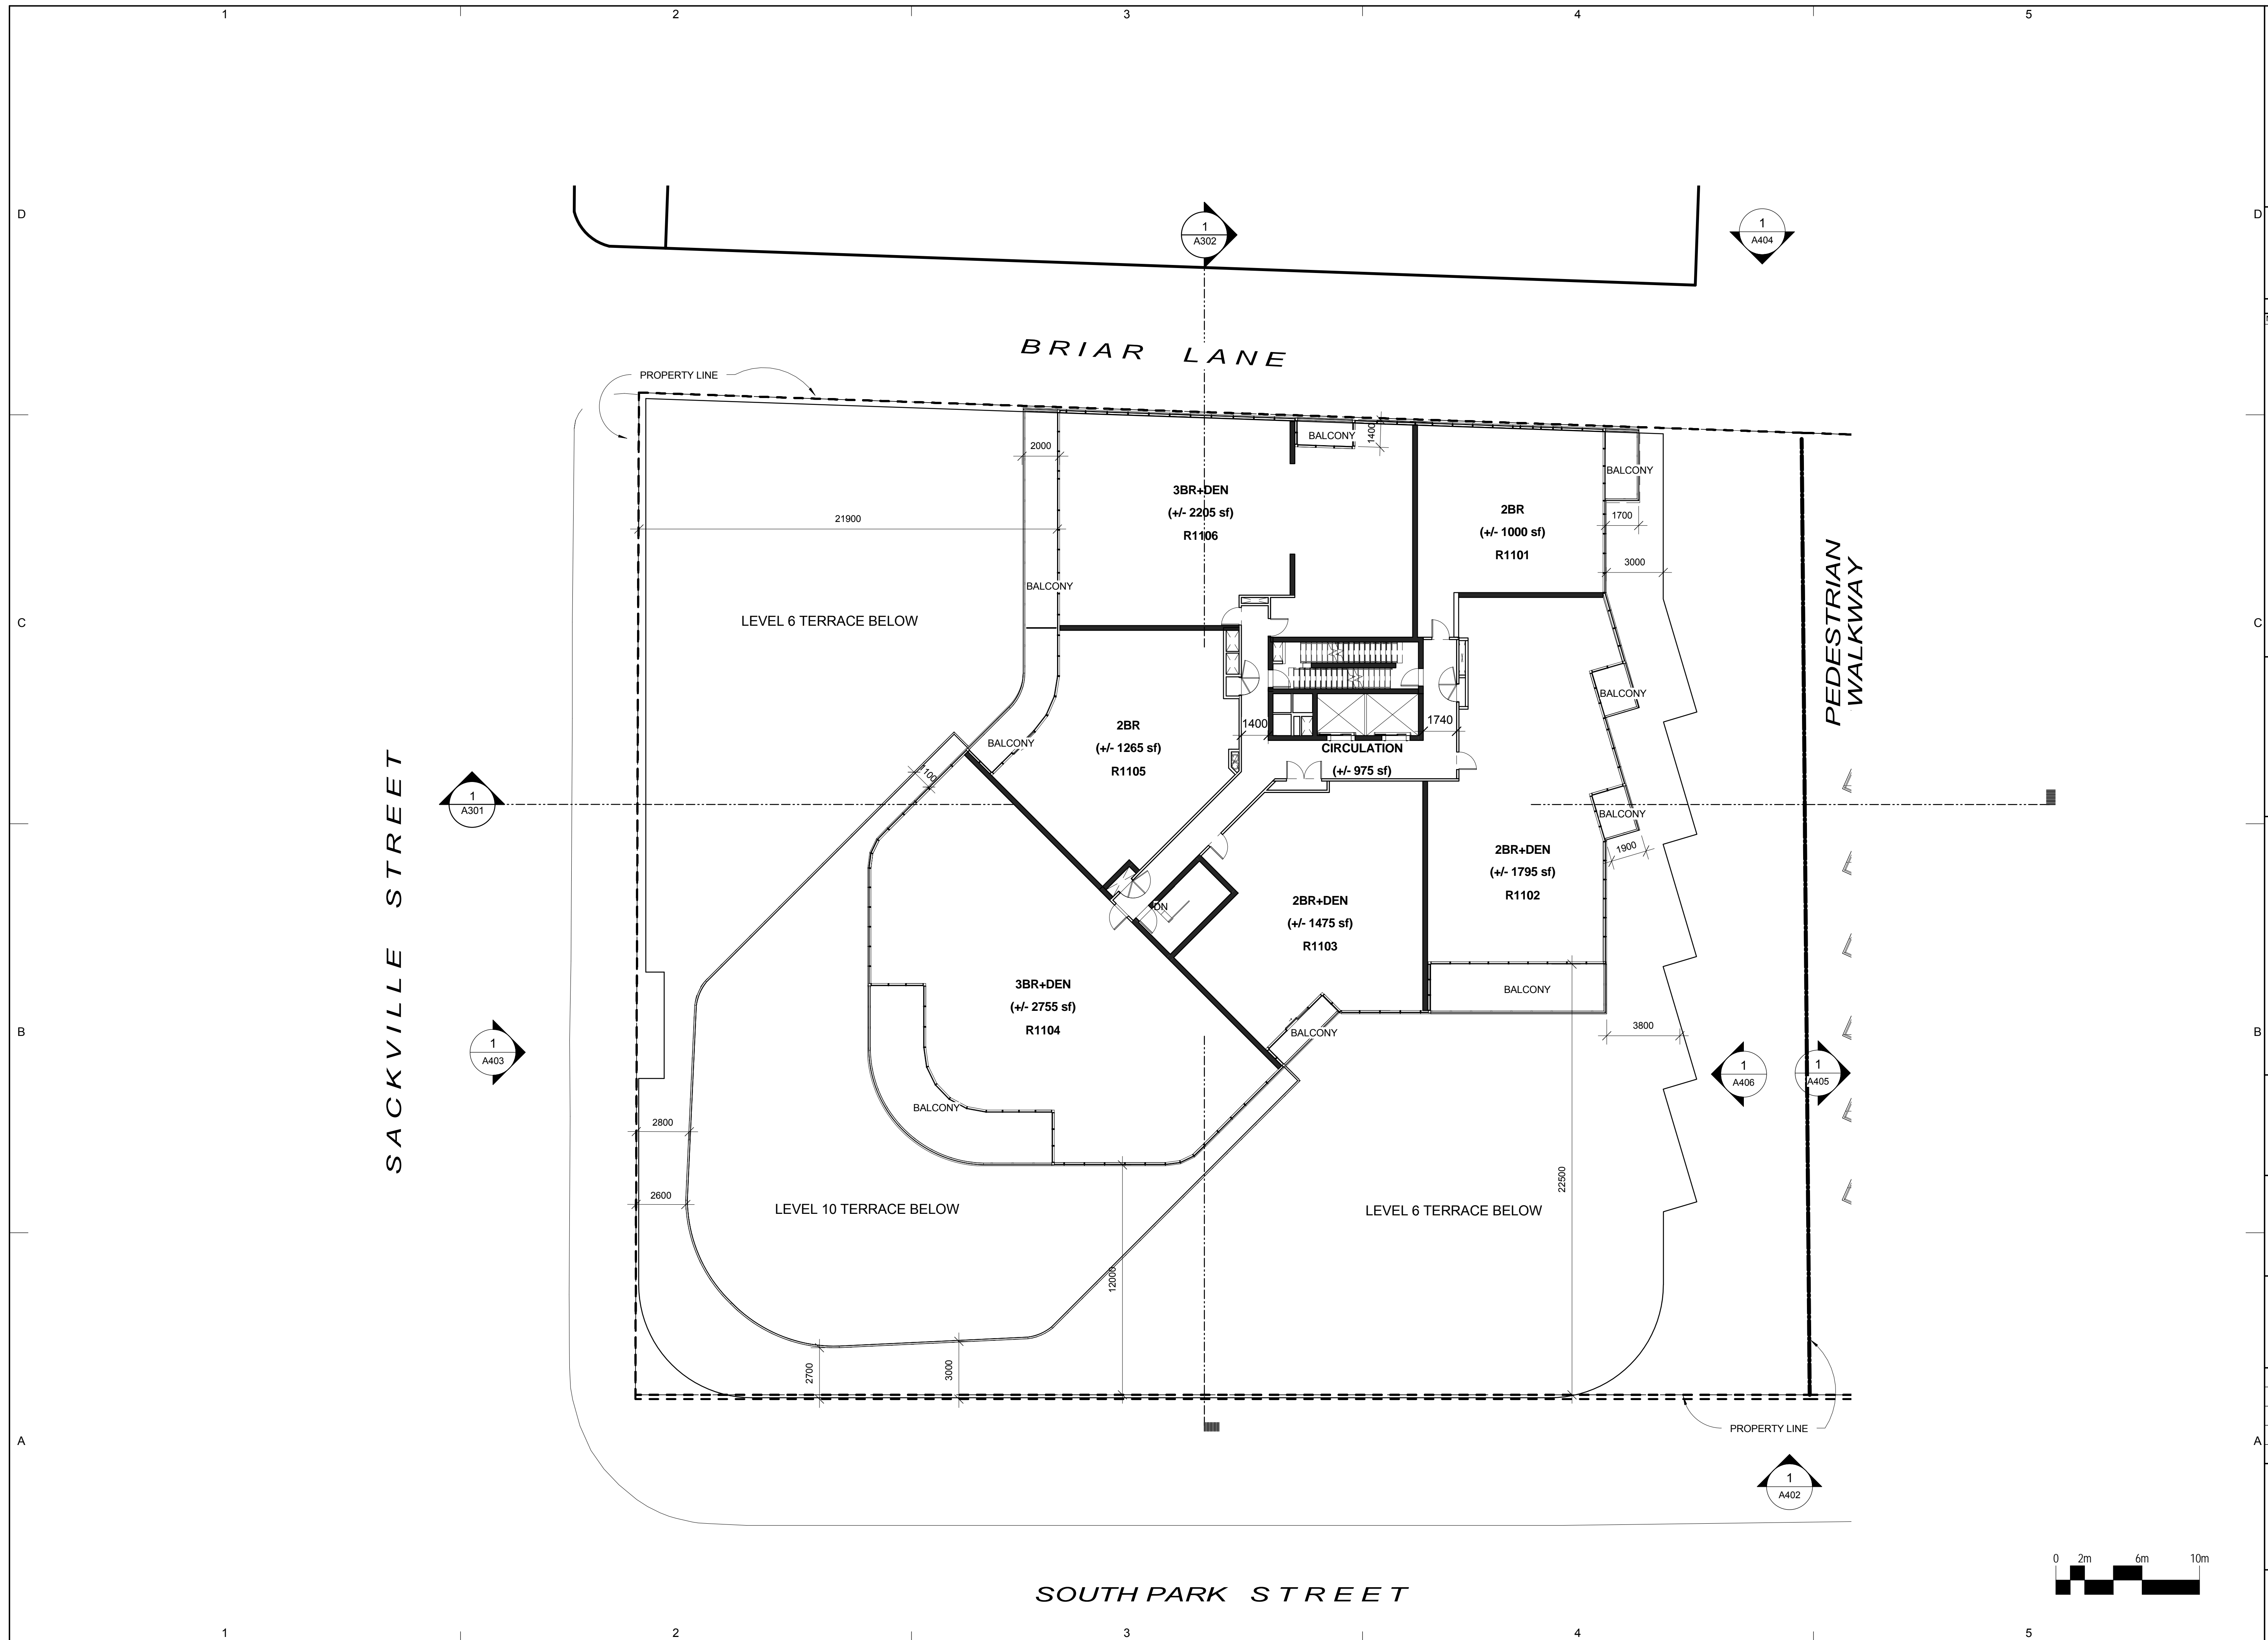 1 2 3 4 5
D D
1
A302
1
A404
BRIAR LANE
PROPERTY LINE
2000
BALCONY
1400
BALCONY
3BR+DEN
(+/- 2205 sf)
R1106
2BR
(+/- 1000 sf)
R1101
21900
1700
3000
PEDESTRIAN
WALKWAY
BALCONY
LEVEL 6 TERRACE BELOW
C C
BALCONY
2BR
(+/- 1265 sf)
R1105
1400
1740
BALCONY
CIRCULATION
(+/- 975 sf)
1100
SACKVILLE STREET
1
A301
BALCONY
1900
2BR+DEN
(+/- 1795 sf)
R1102
2BR+DEN
(+/- 1475 sf)
R1103
DN
3BR+DEN
(+/- 2755 sf)
R1104
BALCONY
BALCONY
3800
B B
1
A403
1
A406
1
A405
BALCONY
2800
2600
LEVEL 10 TERRACE BELOW
LEVEL 6 TERRACE BELOW
22500
12000
2700
3000
PROPERTY LINE
A A
1
A402
0 2m 6m 10m
SOUTH PARK STREET
1 2 3 4 5